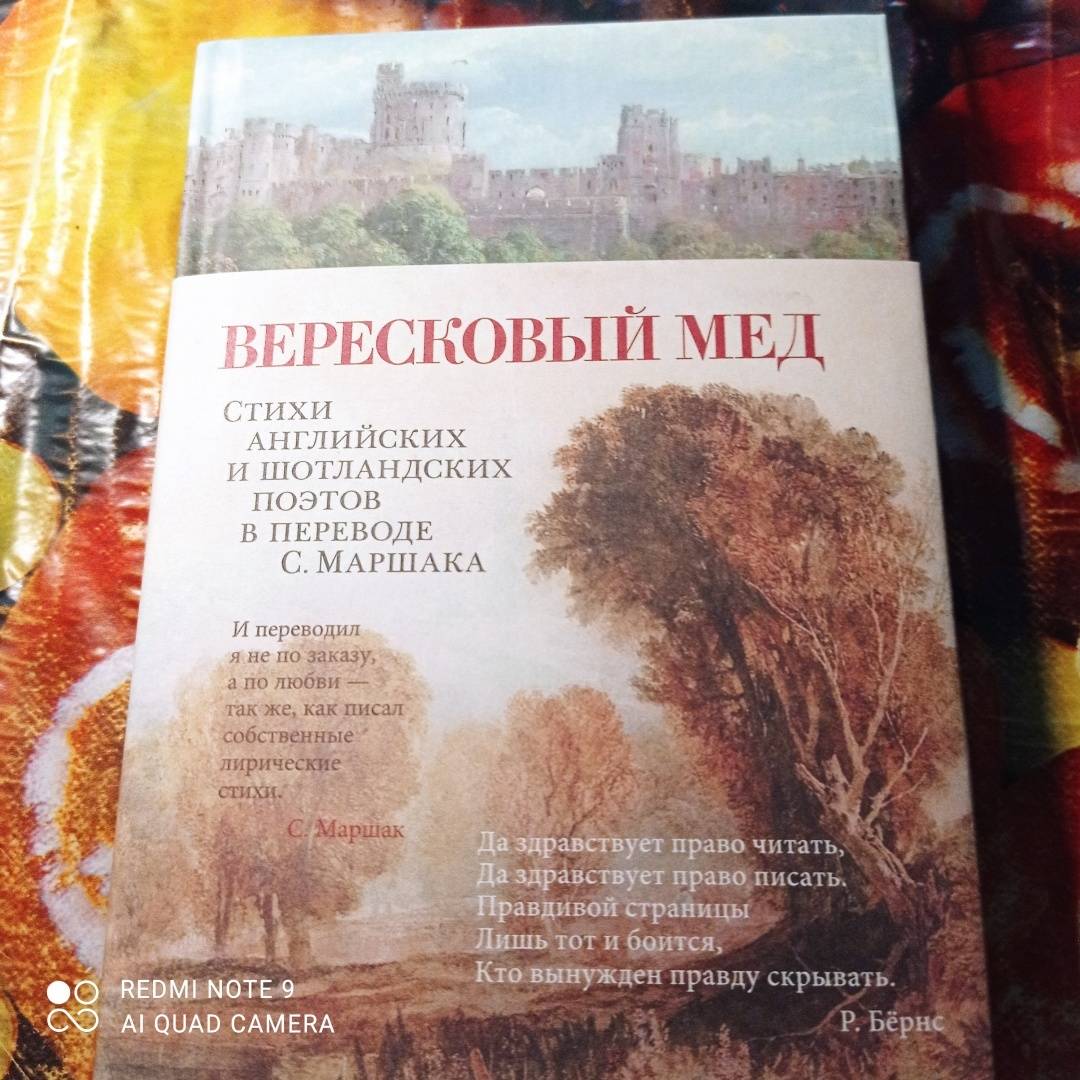 ВЕРЕСКОВЫЙ МЕД
СТИХИ
АНГЛИЙСКИХ
И ШОТЛАНДСКИХ
ПОЭТОВ
В ПЕРЕВОДЕ
С. МАРШАКА
И переводил
я не по заказу,
а по любви —
так же, как писал
собственные
лирические
стихи.
С. Маршак
Да здравствует право читать,
Да здравствует право писать.
Правдивой страницы
Лишь тот и боится,
Кто вынужден правду скрывать.
Р. Бёрнс
REDMI NOTE 9
AI QUAD CAMERA